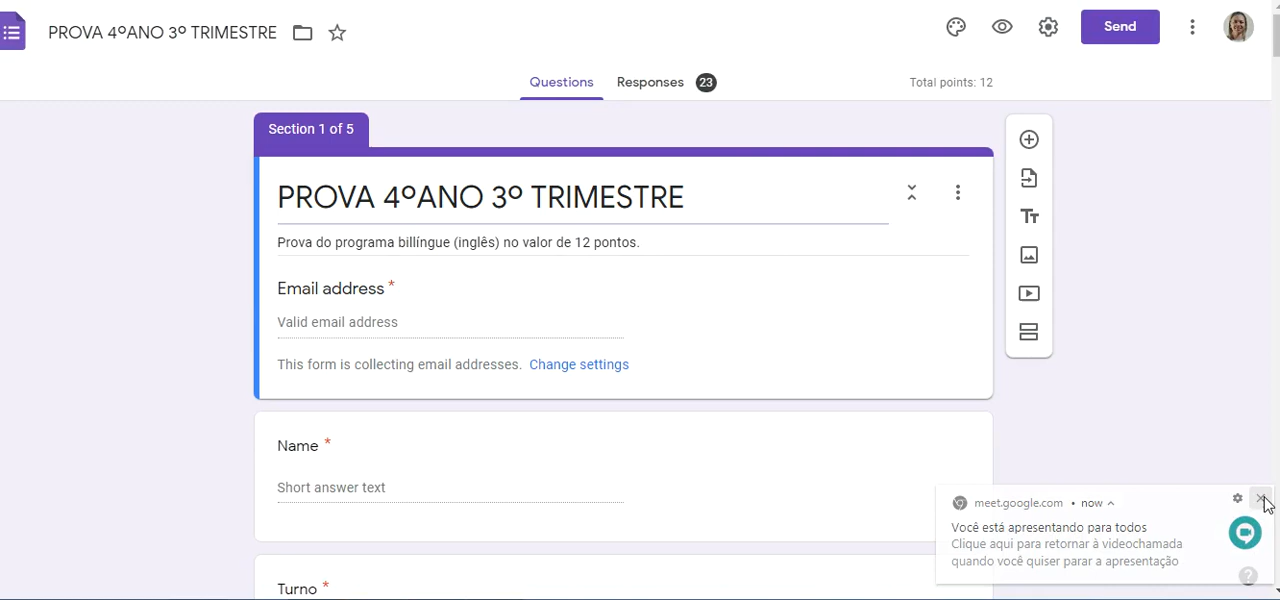 PROVA 4ºANO 3º TRIMESTRE
Send
Questions
Responses 23
Total points: 12
Section 1 of 5
PROVA 4ºANO 3º TRIMESTRE
Prova do programa billíngue (inglês) no valor de 12 pontos.
Email address *
Valid email address
This form is collecting email addresses. Change settings
Name *
Short answer text
Turno *
meet.google.com • now
Você está apresentando para todos
Clique aqui para retornar à videochamada
quando você quiser parar a apresentação